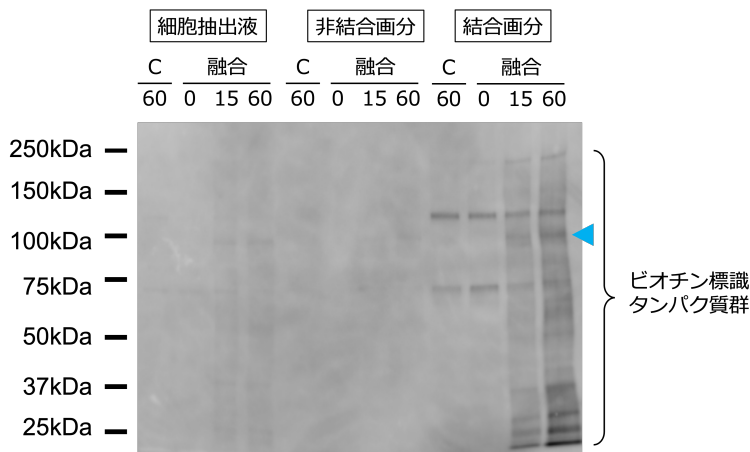 細胞抽出液 非結合画分 結合画分
C 融合 C 融合 C 融合
60 0 15 60 60 0 15 60 60 0 15 60
250kDa
150kDa
100kDa
75kDa
50kDa
37kDa
25kDa
ビオチン標識
タンパク質群